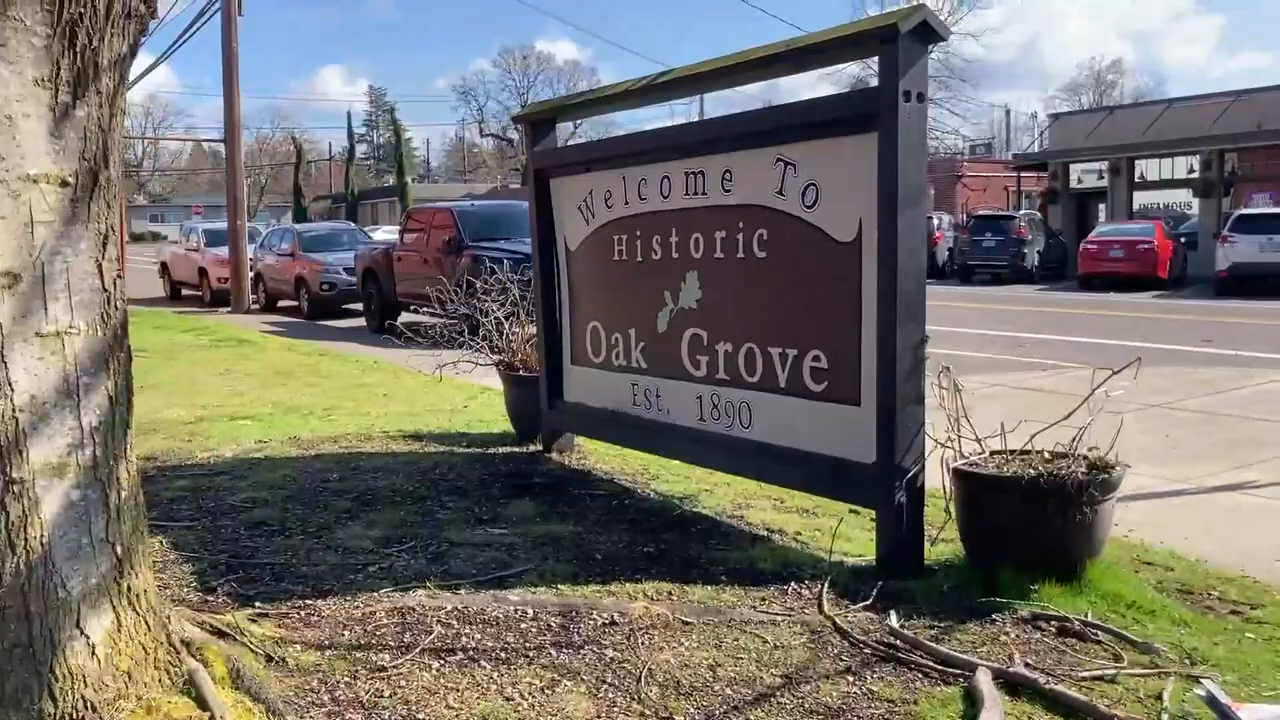 Welcome To
Historic
Oak Grove
Est. 1890
INFAMOUS